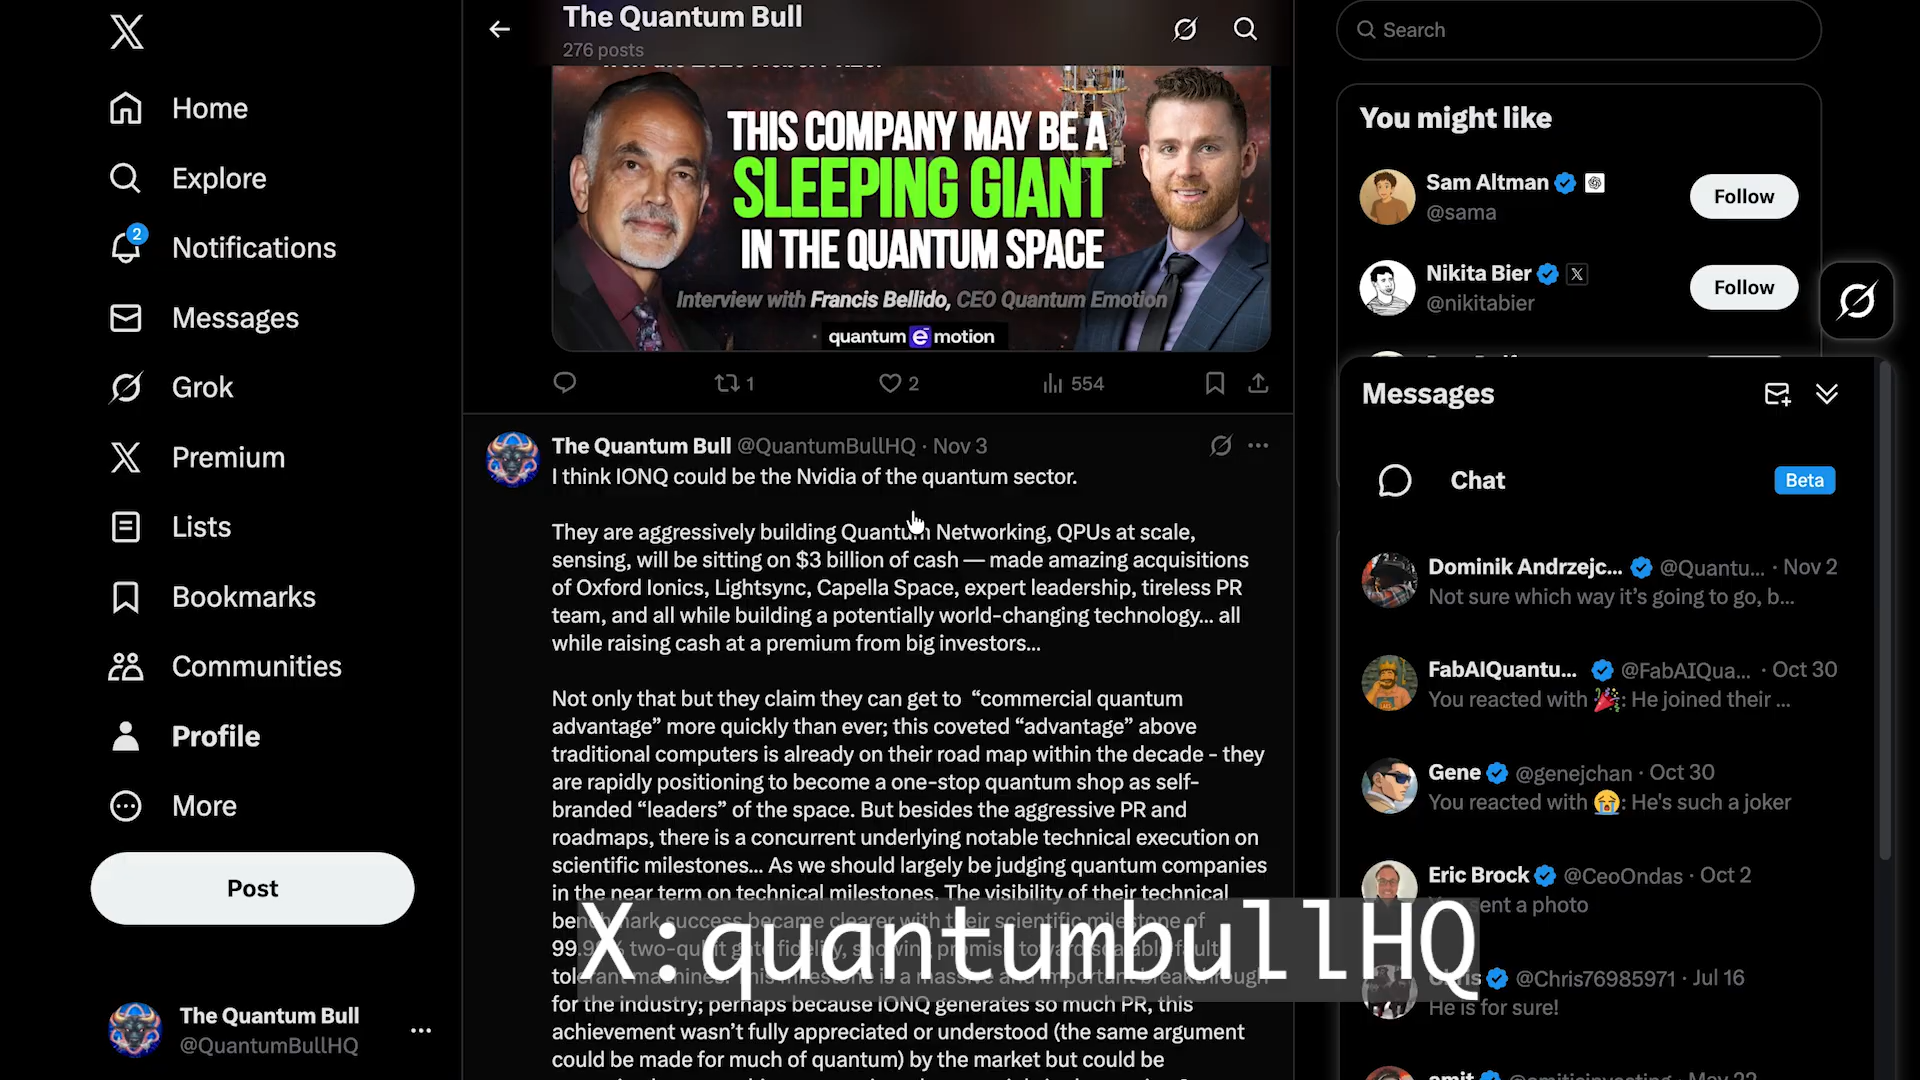 The Quantum Bull
276 posts
Search
Home
Explore
2
Notifications
Messages
Grok
Premium
Lists
Bookmarks
Communities
Profile
More
Post
The Quantum Bull
@QuantumBullHQ
THIS COMPANY MAY BE A
SLEEPING GIANT
IN THE QUANTUM SPACE
Interview with Francis Bellido, CEO Quantum Emotion
quantum e motion
1
2
554
The Quantum Bull @QuantumBullHQ · Nov 3
I think IONQ could be the Nvidia of the quantum sector.
They are aggressively building Quantum Networking, QPUs at scale,
sensing, will be sitting on $3 billion of cash — made amazing acquisitions
of Oxford Ionics, Lightsync, Capella Space, expert leadership, tireless PR
team, and all while building a potentially world-changing technology... all
while raising cash at a premium from big investors...
Not only that but they claim they can get to “commercial quantum
advantage” more quickly than ever; this coveted “advantage” above
traditional computers is already on their road map within the decade - they
are rapidly positioning to become a one-stop quantum shop as self-
branded “leaders” of the space. But besides the aggressive PR and
roadmaps, there is a concurrent underlying notable technical execution on
scientific milestones... As we should largely be judging quantum companies
in the near term on technical milestones. The visibility of their technical
benchmark success became clearer with their scientific milestone of
two-qubit gate fidelity, showing promise toward scalable fault
tolerant machines. This milestone is a massive and important breakthrough
for the industry; perhaps because IONQ generates so much PR, this
achievement wasn’t fully appreciated or understood (the same argument
could be made for much of quantum) by the market but could be
X:quantumbullHQ
You might like
Sam Altman
@sama
Follow
Nikita Bier
@nikitabier
Follow
Messages
Chat
Beta
Dominik Andrzejc... @Quantu... · Nov 2
Not sure which way it’s going to go, b...
FabAIQuantu... @FabAIQua... · Oct 30
You reacted with 🎉: He joined their ...
Gene @genejchan · Oct 30
You reacted with 😭: He's such a joker
Eric Brock @CeoOndas · Oct 2
sent a photo
@Chris76985971 · Jul 16
He is for sure!